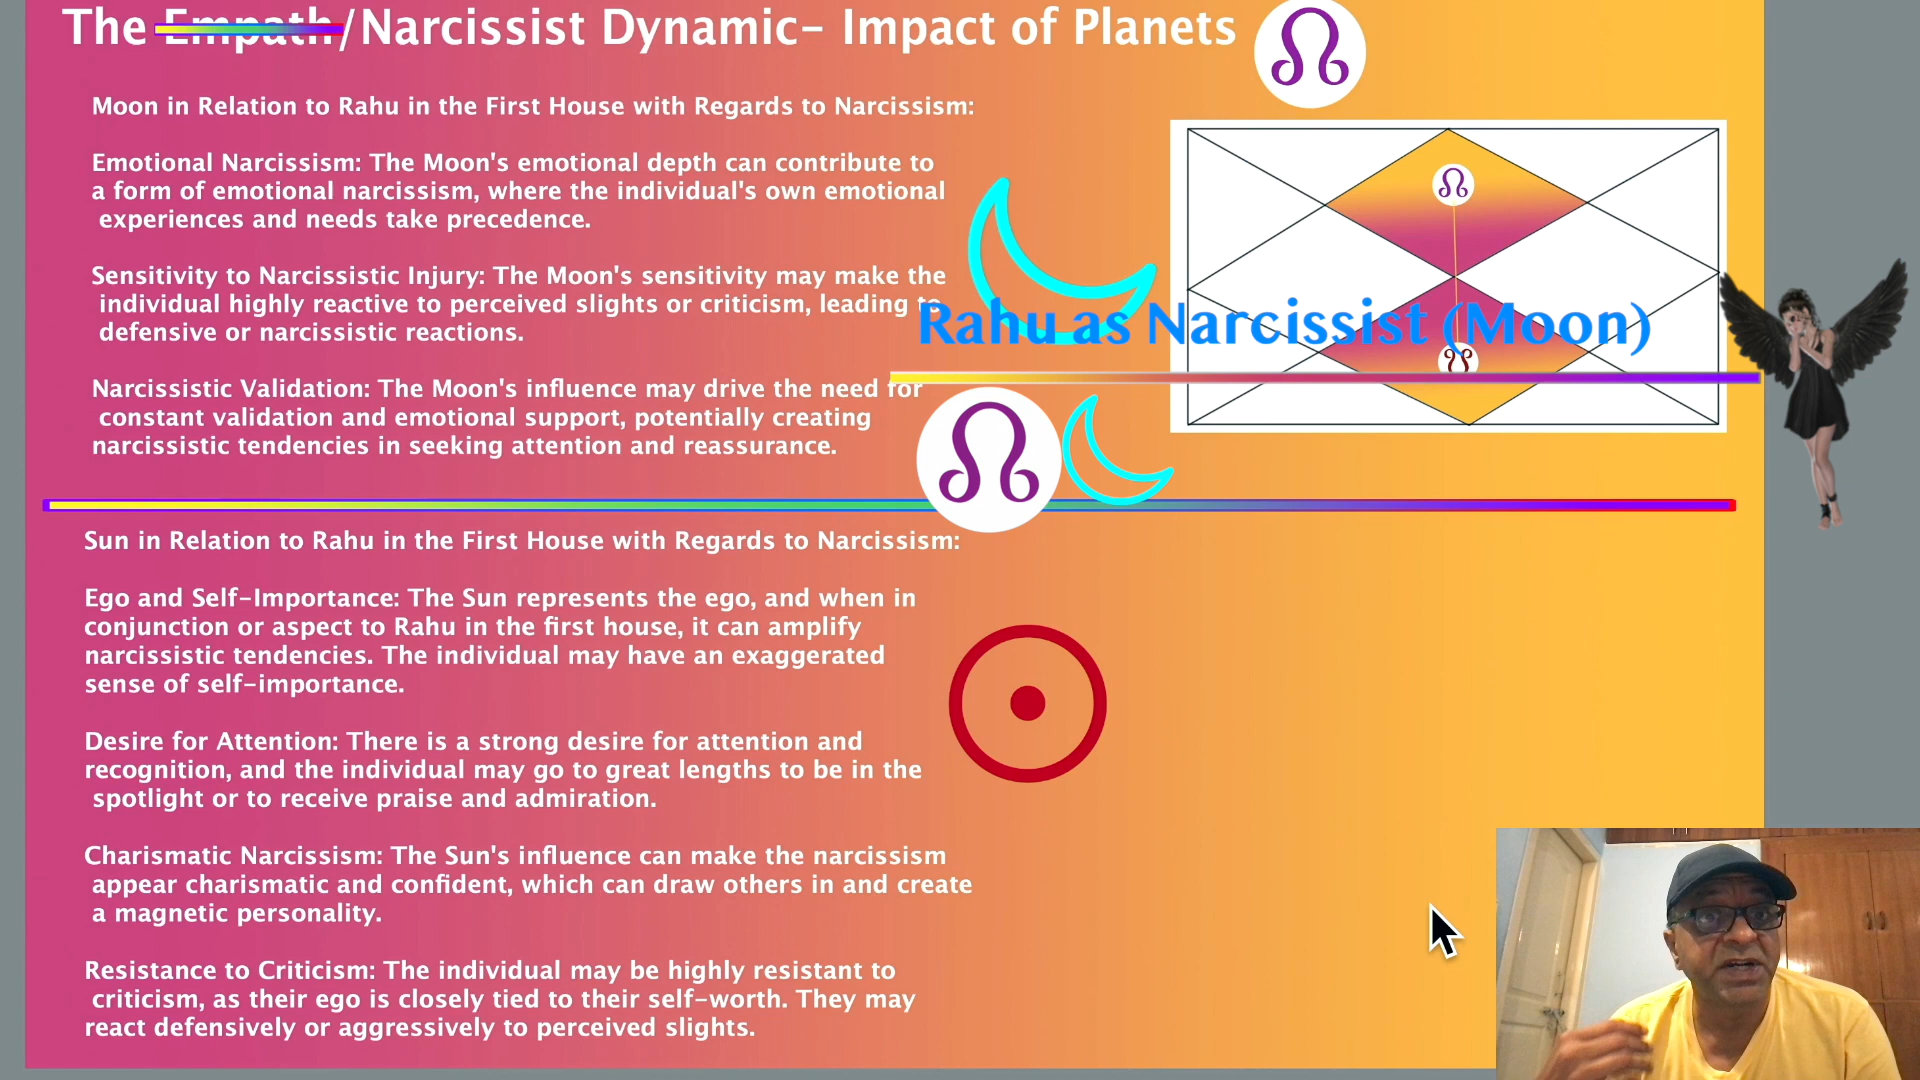 The Empath/Narcissist Dynamic- Impact of Planets
Moon in Relation to Rahu in the First House with Regards to Narcissism:
Emotional Narcissism: The Moon's emotional depth can contribute to
a form of emotional narcissism, where the individual's own emotional
experiences and needs take precedence.
Sensitivity to Narcissistic Injury: The Moon's sensitivity may make the
individual highly reactive to perceived slights or criticism, leading to
defensive or narcissistic reactions.
Rahu as Narcissist (Moon)
Narcissistic Validation: The Moon's influence may drive the need for
constant validation and emotional support, potentially creating
narcissistic tendencies in seeking attention and reassurance.
Sun in Relation to Rahu in the First House with Regards to Narcissism:
Ego and Self-Importance: The Sun represents the ego, and when in
conjunction or aspect to Rahu in the first house, it can amplify
narcissistic tendencies. The individual may have an exaggerated
sense of self-importance.
Desire for Attention: There is a strong desire for attention and
recognition, and the individual may go to great lengths to be in the
spotlight or to receive praise and admiration.
Charismatic Narcissism: The Sun's influence can make the narcissism
appear charismatic and confident, which can draw others in and create
a magnetic personality.
Resistance to Criticism: The individual may be highly resistant to
criticism, as their ego is closely tied to their self-worth. They may
react defensively or aggressively to perceived slights.